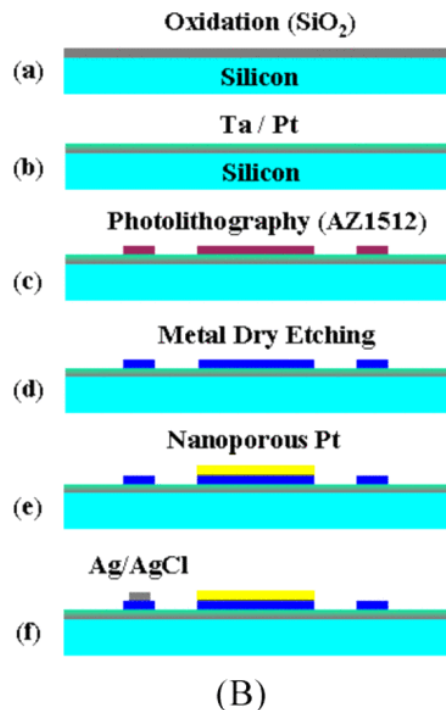 Oxidation (SiO₂)
(a)
Silicon
Ta / Pt
(b)
Silicon
Photolithography (AZ1512)
(c)
Metal Dry Etching
(d)
Nanoporous Pt
(e)
Ag/AgCl
(f)
(B)